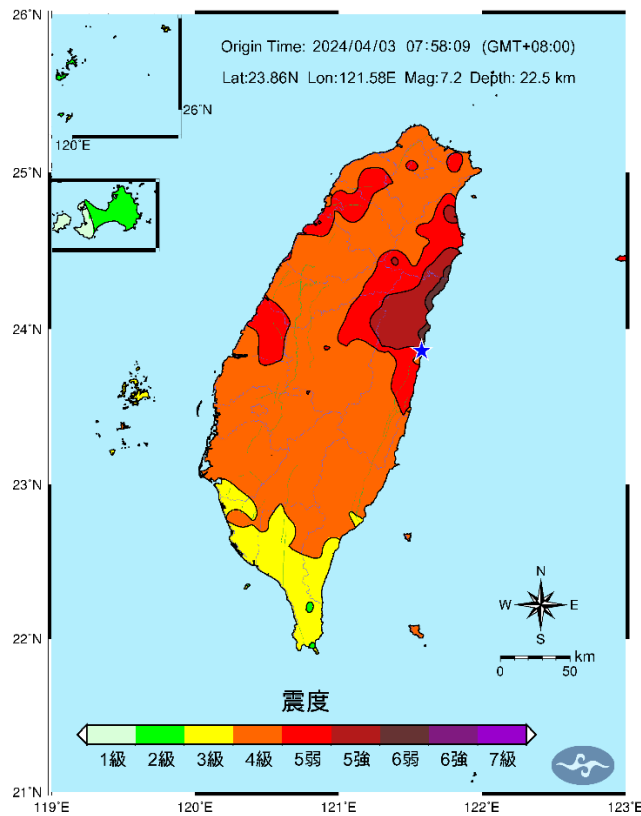 26°N
Origin Time: 2024/04/03 07:58:09 (GMT+08:00)
Lat:23.86N Lon:121.58E Mag:7.2 Depth: 22.5 km
26°N
120°E
25°N
24°N
23°N
22°N
21°N
N
W E
S
km
0 50
震度
1級 2級 3級 4級 5弱 5強 6弱 6強 7級
119°E 120°E 121°E 122°E 123°E